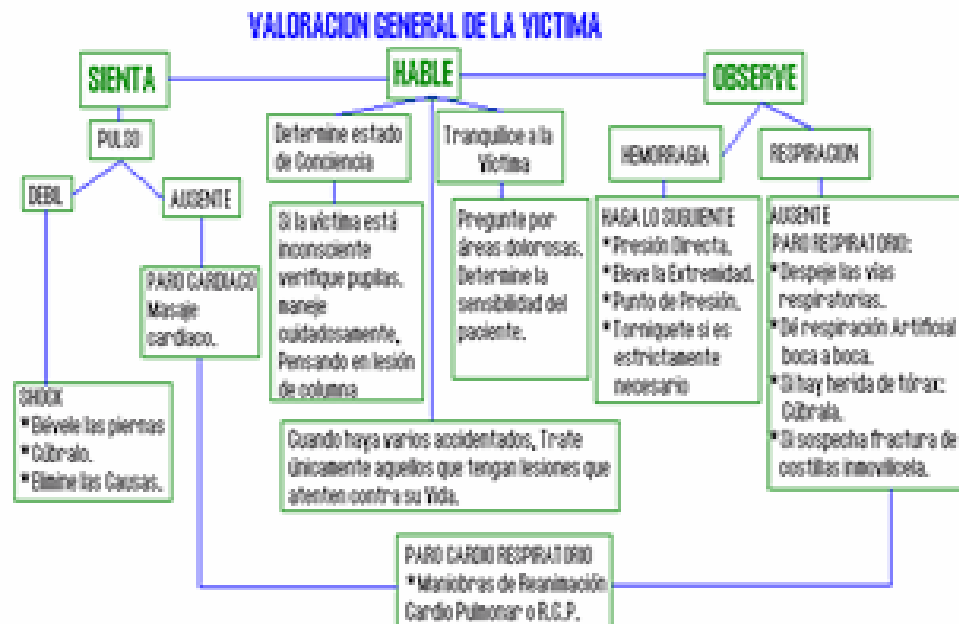 VALORACION GENERAL DE LA VICTIMA
SIENTA
HABLE
OBSERVE
PULSO
DEBIL
AUSENTE
PARO CARDIACO
Masaje
cardiaco.
SHOCK
*Elévele las piernas
*Cúbralo.
*Elimine las Causas.
Determine estado
de Conciencia
Si la víctima está
inconsciente
verifique pupilas.
maneje
cuidadosamente,
Pensando en lesión
de columna
Tranquilice a la
Víctima
Pregunte por
áreas dolorosas.
Determine la
sensibilidad del
paciente.
Cuando haya varios accidentados, Trate
únicamente aquellos que tengan lesiones que
atenten contra su Vida.
HEMORRAGIA
HAGA LO SIGUIENTE
*Presión Directa.
*Eleve la Extremidad.
*Punto de Presión.
*Torniquete si es
estrictamente
necesario
RESPIRACION
AUSENTE
PARO RESPIRATORIO:
*Despeje las vías
respiratorias.
*Dé respiración Artificial
boca a boca.
*Si hay herida de tórax:
Cúbrala.
*Si sospecha fractura de
costillas inmovilícela.
PARO CARDIO RESPIRATORIO
*Maniobras de Reanimación
Cardio Pulmonar o R.C.P.